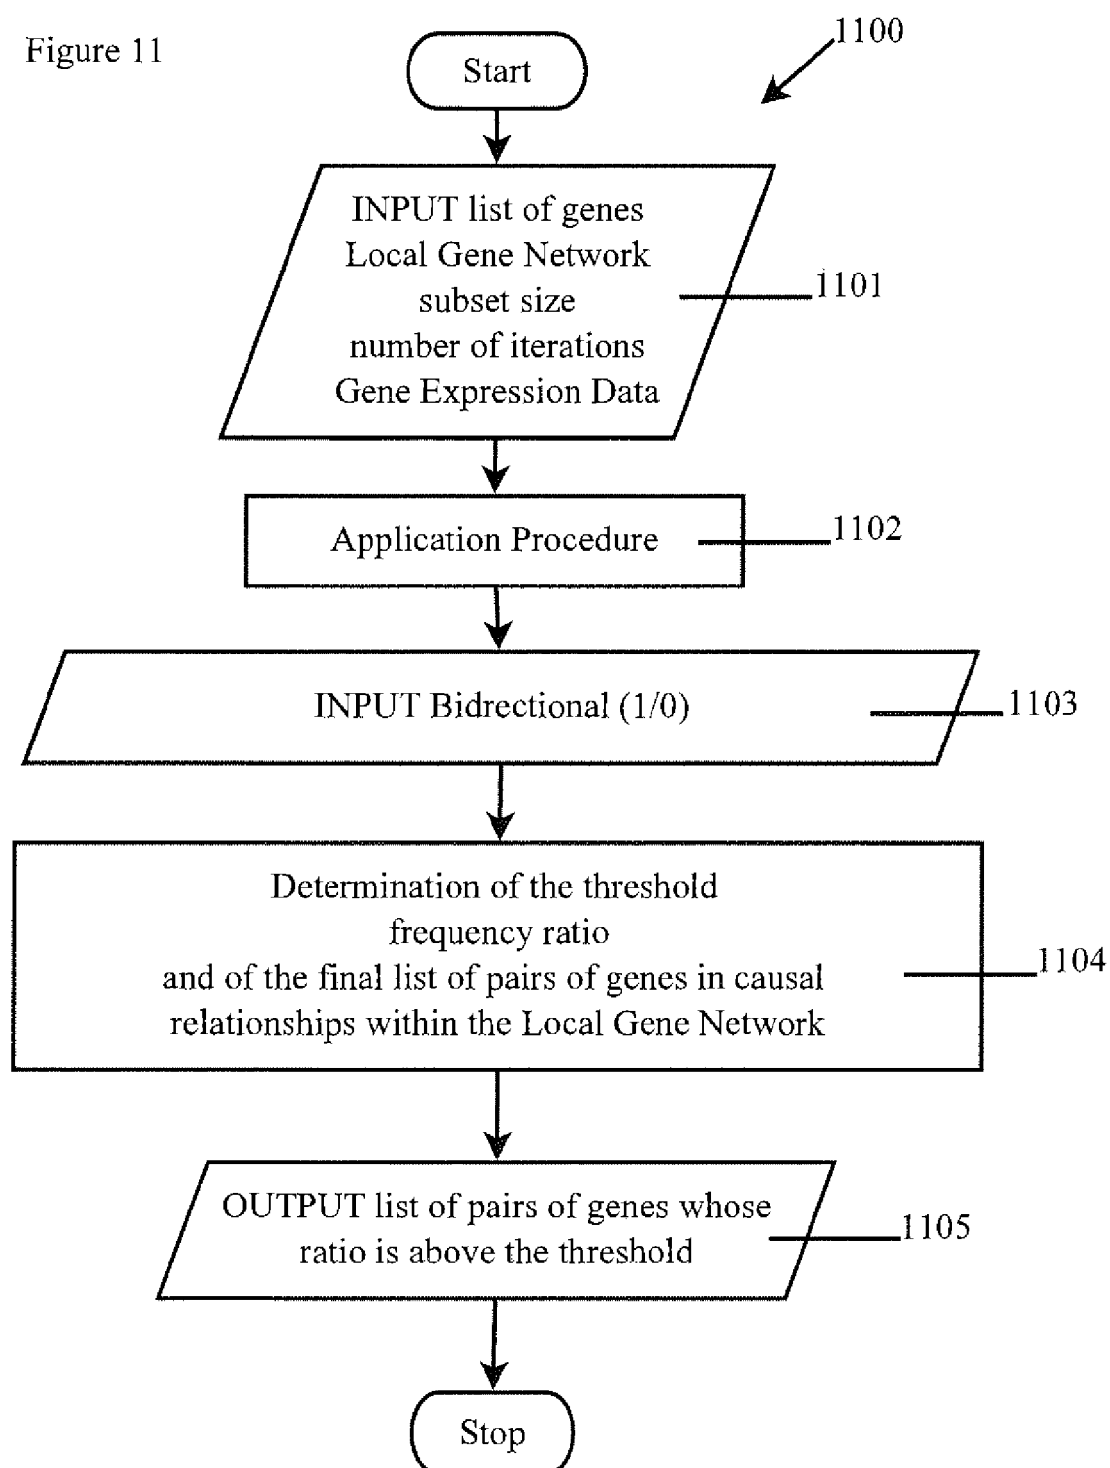 Figure 11
1100
Start
INPUT list of genes
Local Gene Network
subset size
number of iterations
Gene Expression Data
1101
Application Procedure
1102
INPUT Bidrectional (1/0)
1103
Determination of the threshold
frequency ratio
and of the final list of pairs of genes in causal
relationships within the Local Gene Network
1104
OUTPUT list of pairs of genes whose
ratio is above the threshold
1105
Stop